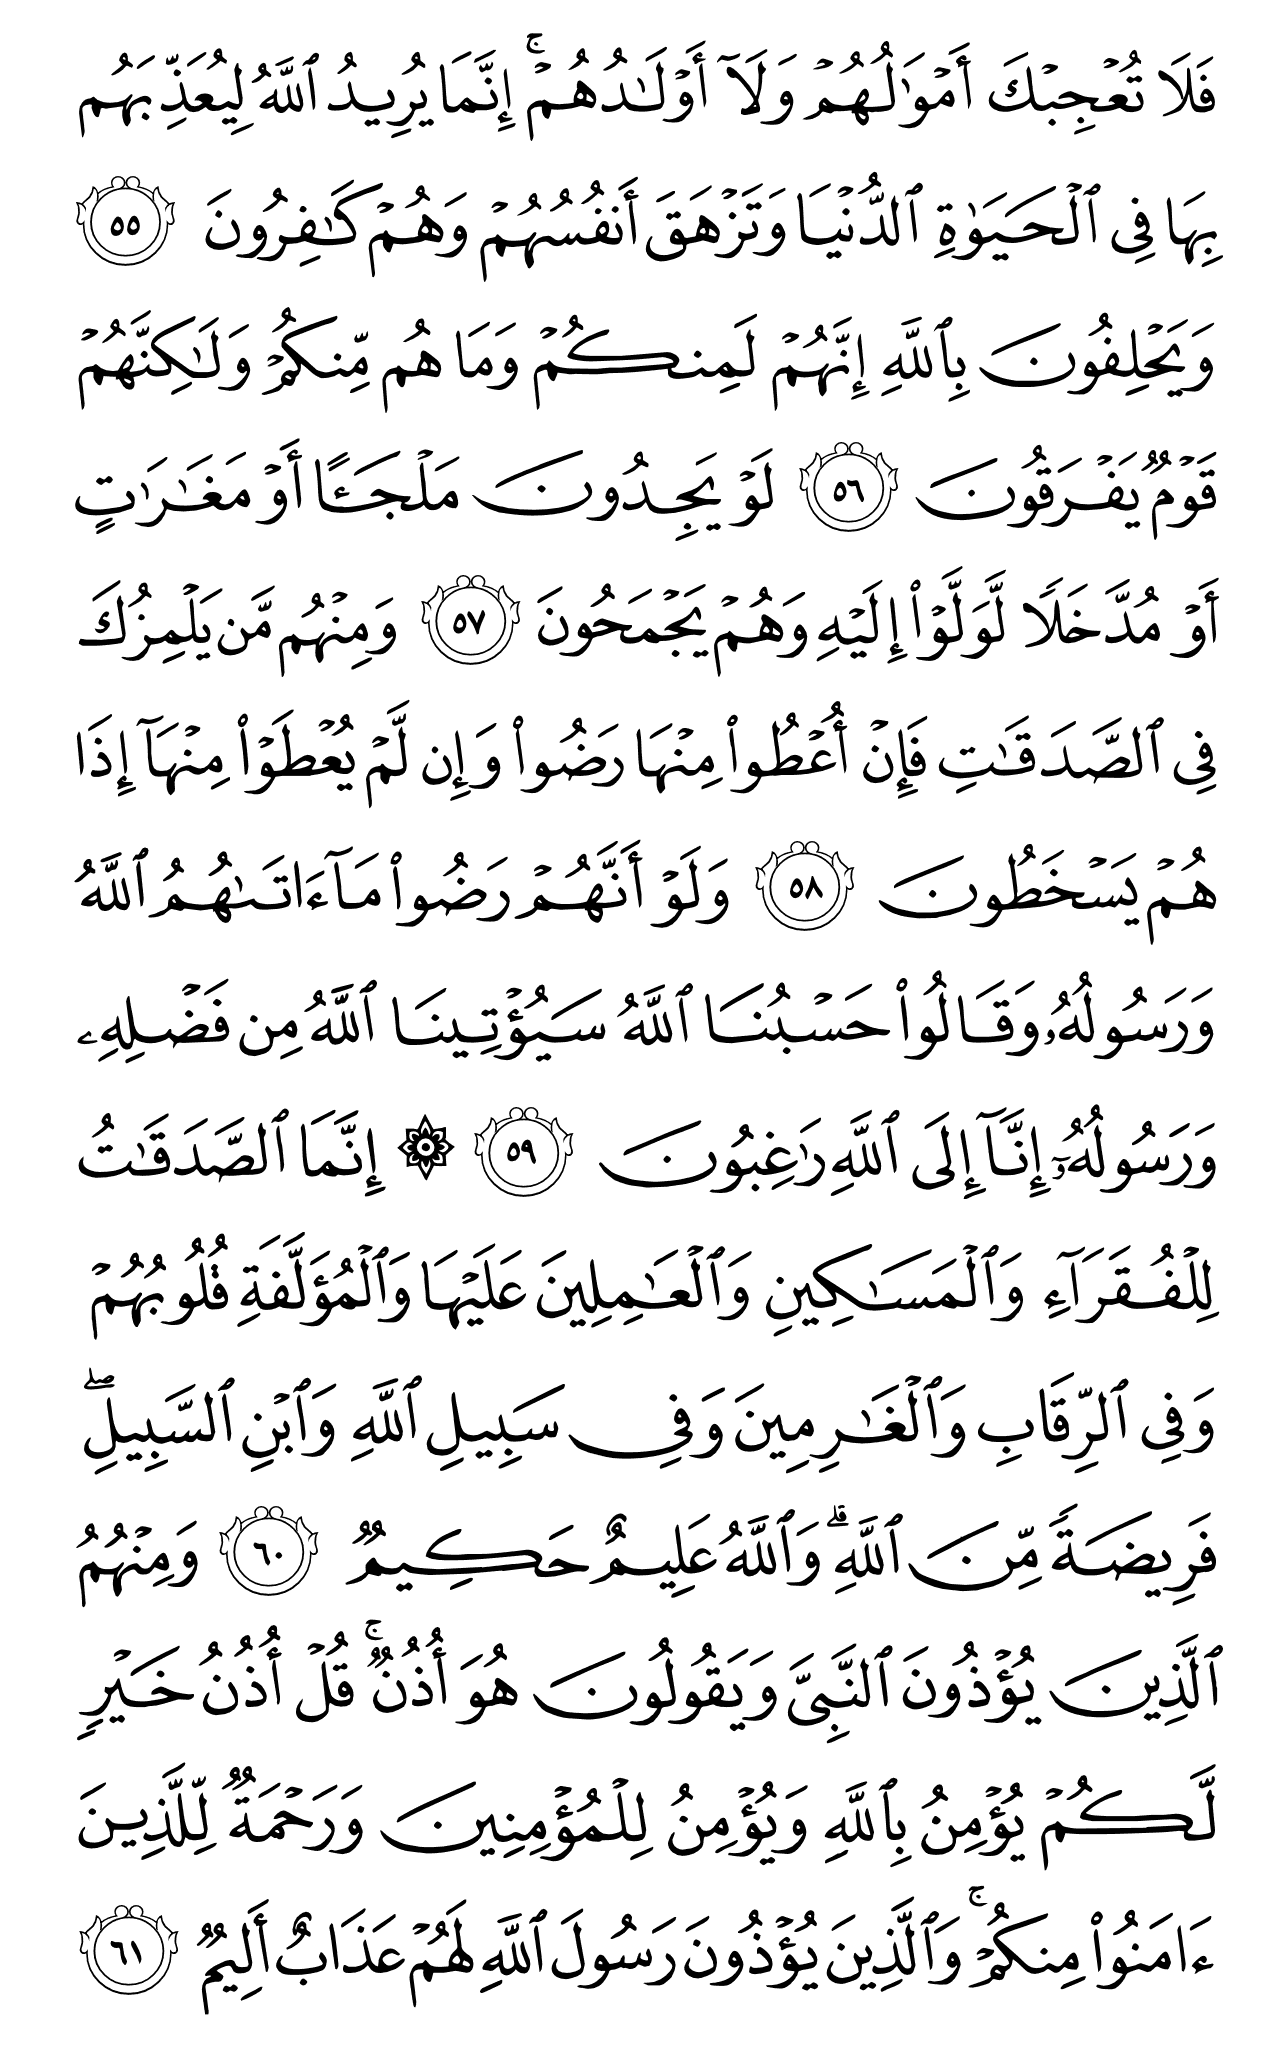 فَلَا تُعۡجِبۡكَ أَمۡوَٰلُهُمۡ وَلَآ أَوۡلَٰدُهُمۡۚ إِنَّمَا يُرِيدُ ٱللَّهُ لِيُعَذِّبَهُم
بِهَا فِي ٱلۡحَيَوٰةِ ٱلدُّنۡيَا وَتَزۡهَقَ أَنفُسُهُمۡ وَهُمۡ كَٰفِرُونَ ٥٥
وَيَحۡلِفُونَ بِٱللَّهِ إِنَّهُمۡ لَمِنكُمۡ وَمَا هُم مِّنكُمۡ وَلَٰكِنَّهُمۡ
قَوۡمٞ يَفۡرَقُونَ ٥٦ لَوۡ يَجِدُونَ مَلۡجَـًٔا أَوۡ مَغَٰرَٰتٍ
أَوۡ مُدَّخَلٗا لَّوَلَّوۡاْ إِلَيۡهِ وَهُمۡ يَجۡمَحُونَ ٥٧ وَمِنۡهُم مَّن يَلۡمِزُكَ
فِي ٱلصَّدَقَٰتِ فَإِنۡ أُعۡطُواْ مِنۡهَا رَضُواْ وَإِن لَّمۡ يُعۡطَوۡاْ مِنۡهَآ إِذَا
هُمۡ يَسۡخَطُونَ ٥٨ وَلَوۡ أَنَّهُمۡ رَضُواْ مَآ ءَاتَىٰهُمُ ٱللَّهُ
وَرَسُولُهُۥ وَقَالُواْ حَسۡبُنَا ٱللَّهُ سَيُؤۡتِينَا ٱللَّهُ مِن فَضۡلِهِۦ
وَرَسُولُهُۥٓ إِنَّآ إِلَى ٱللَّهِ رَٰغِبُونَ ٥٩ ۞ إِنَّمَا ٱلصَّدَقَٰتُ
لِلۡفُقَرَآءِ وَٱلۡمَسَٰكِينِ وَٱلۡعَٰمِلِينَ عَلَيۡهَا وَٱلۡمُؤَلَّفَةِ قُلُوبُهُمۡ
وَفِي ٱلرِّقَابِ وَٱلۡغَٰرِمِينَ وَفِي سَبِيلِ ٱللَّهِ وَٱبۡنِ ٱلسَّبِيلِۖ
فَرِيضَةٗ مِّنَ ٱللَّهِۗ وَٱللَّهُ عَلِيمٌ حَكِيمٞ ٦٠ وَمِنۡهُمُ
ٱلَّذِينَ يُؤۡذُونَ ٱلنَّبِيَّ وَيَقُولُونَ هُوَ أُذُنٞۚ قُلۡ أُذُنُ خَيۡرٖ
لَّكُمۡ يُؤۡمِنُ بِٱللَّهِ وَيُؤۡمِنُ لِلۡمُؤۡمِنِينَ وَرَحۡمَةٞ لِّلَّذِينَ
ءَامَنُواْ مِنكُمۡۚ وَٱلَّذِينَ يُؤۡذُونَ رَسُولَ ٱللَّهِ لَهُمۡ عَذَابٌ أَلِيمٞ ٦١